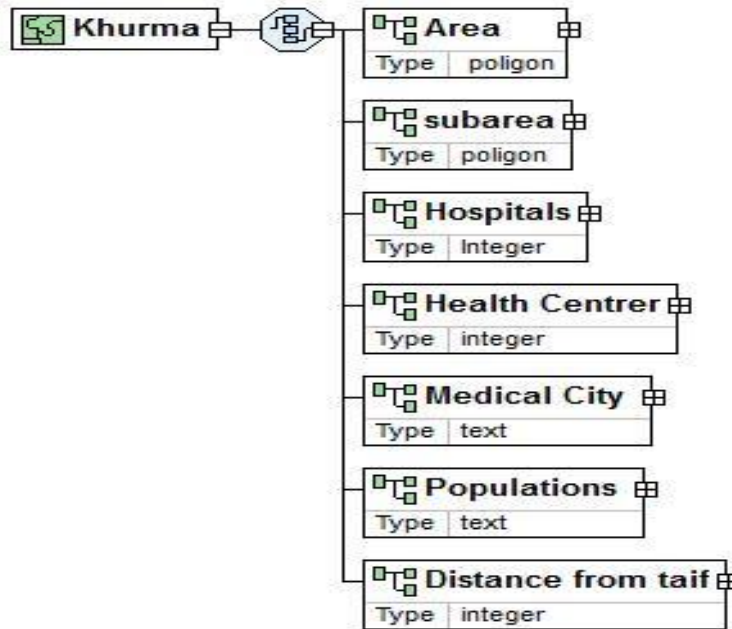 Khurma
Area
Type poligon
subarea
Type poligon
Hospitals
Type Integer
Health Centrer
Type integer
Medical City
Type text
Populations
Type text
Distance from taif
Type integer